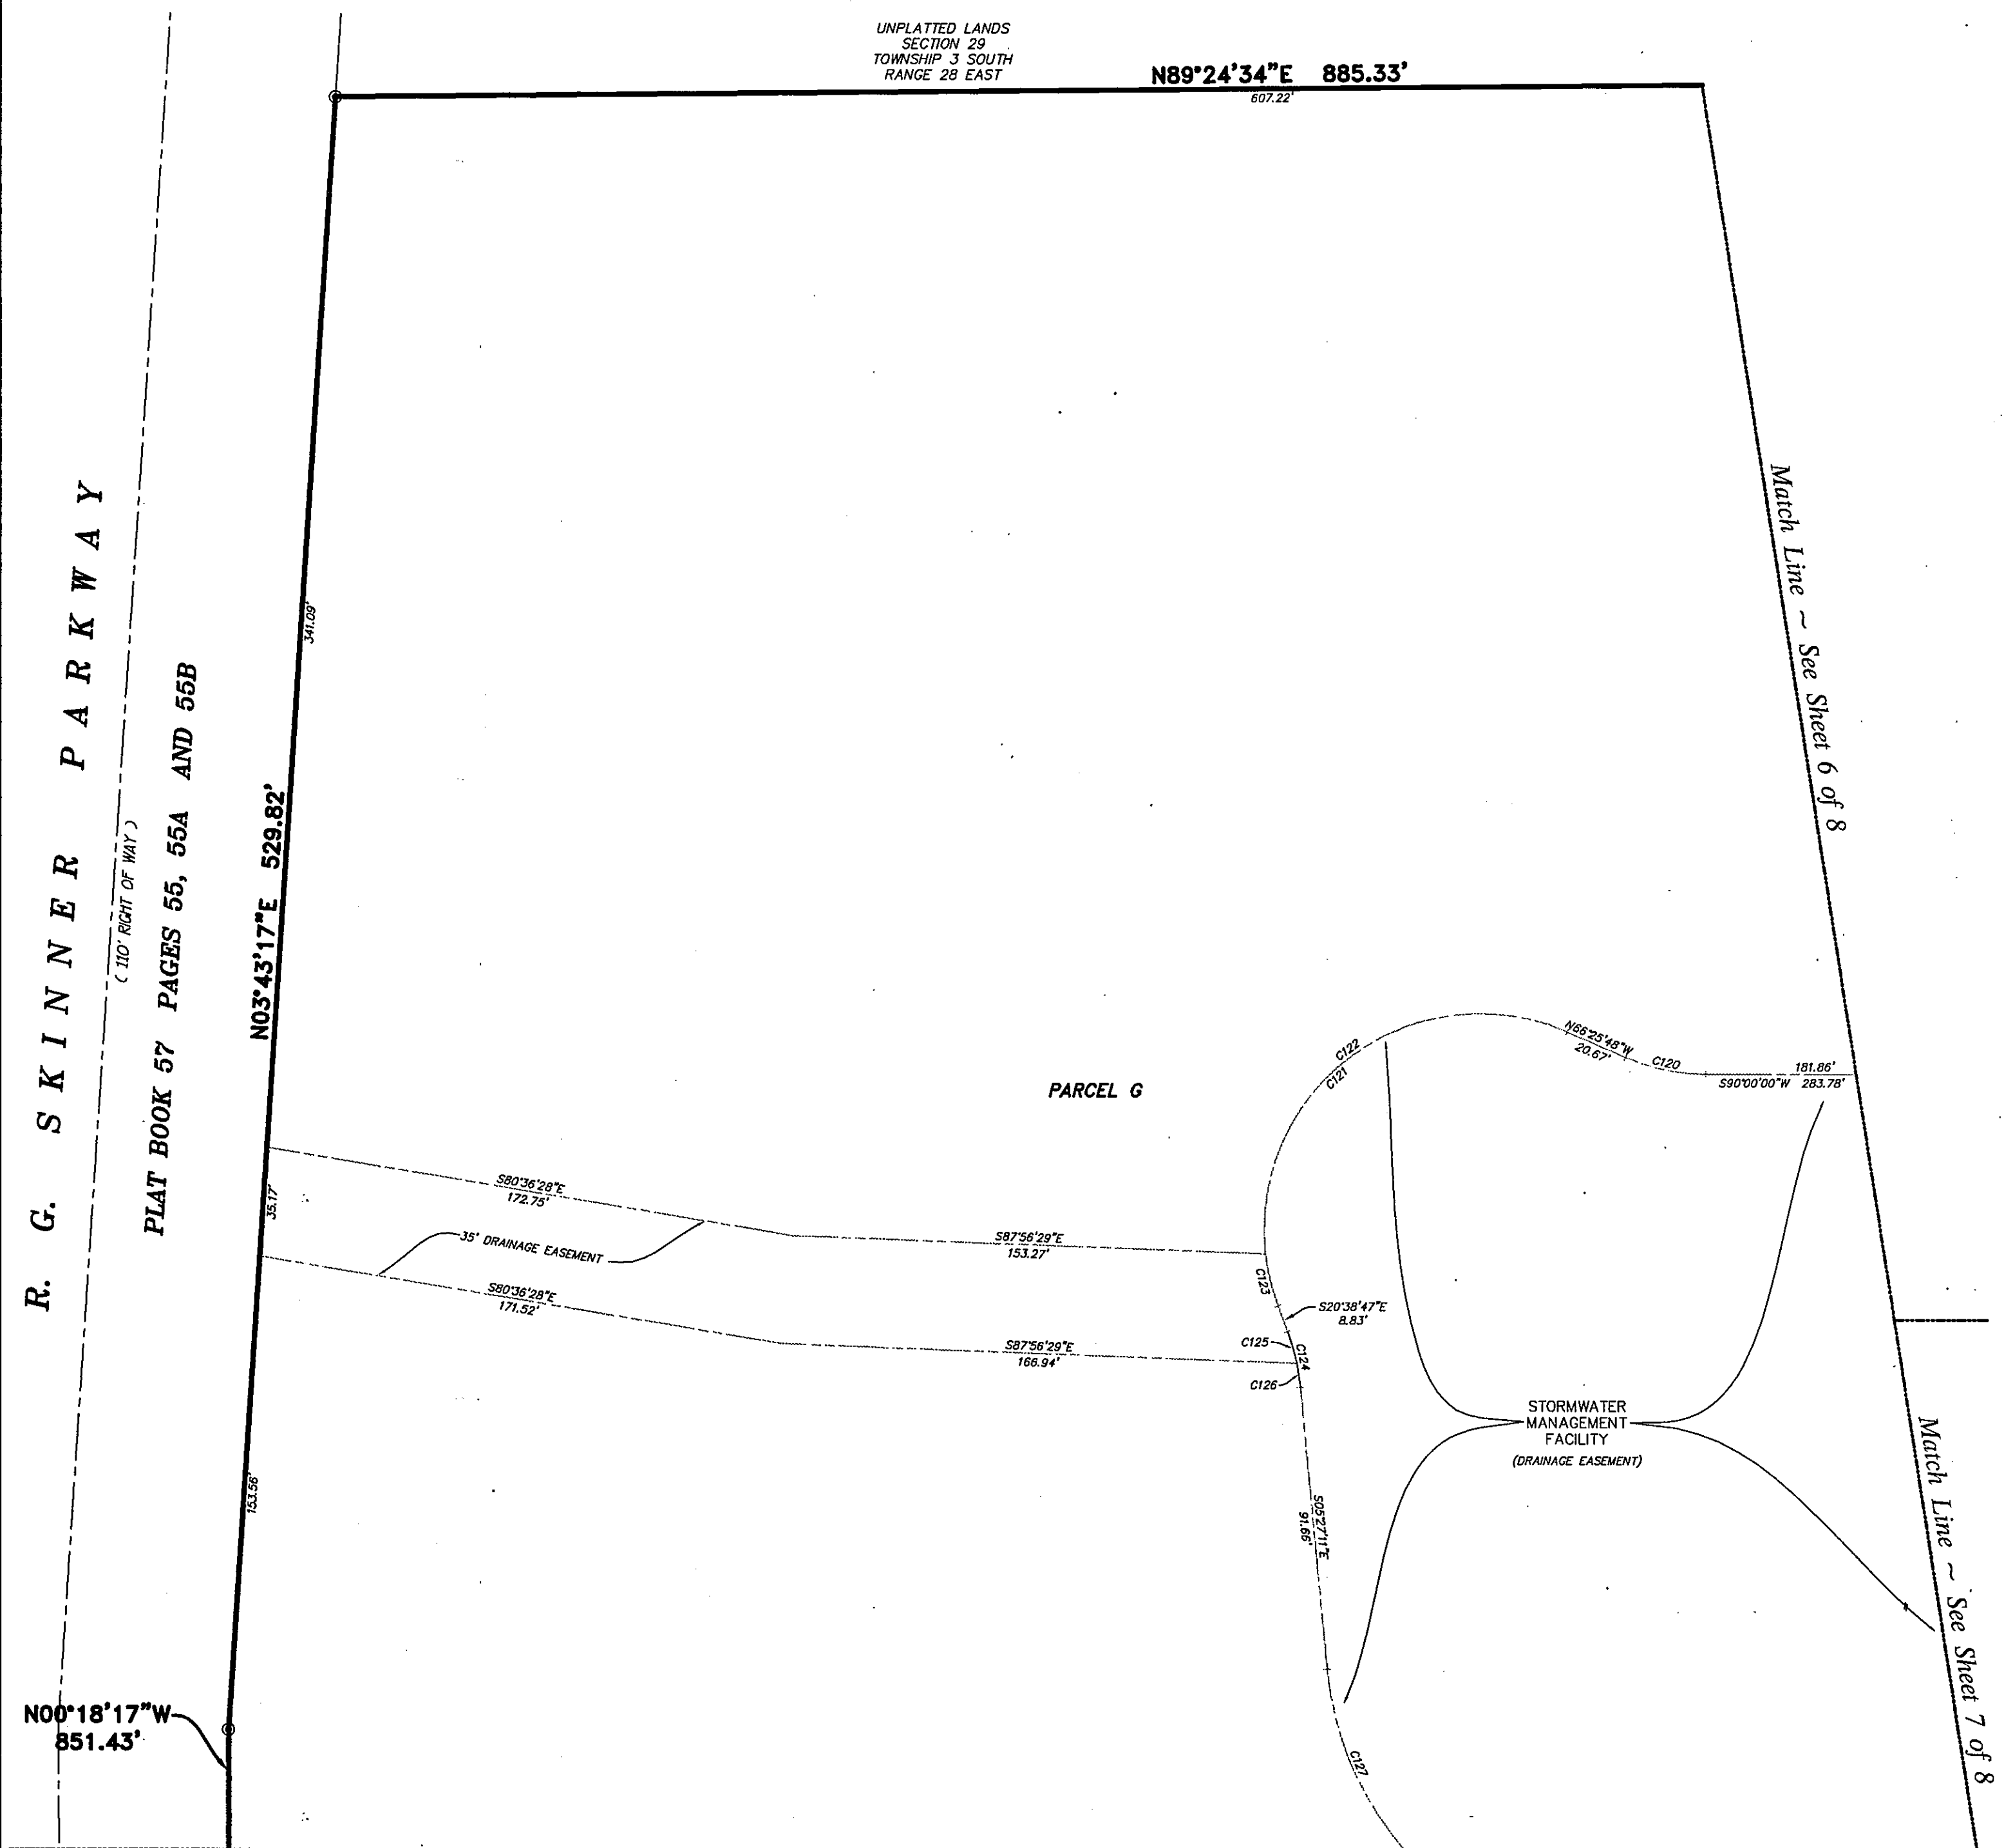 UNPLATTED LANDS
SECTION 29
TOWNSHIP 3 SOUTH
RANGE 28 EAST
N89°24'34"E 885.33'
607.22'
R. G. SKINNER PARKWAY
( 110' RIGHT OF WAY )
PLAT BOOK 57 PAGES 55, 55A AND 55B
341.09'
N03°43'17"E 529.82'
35.17'
153.56'
N00°18'17"W
851.43'
Match Line ~ See Sheet 6 of 8
N66°25'48"W
20.67'
C120
181.86'
S90°00'00"W 283.78'
C122
C121
PARCEL G
S80°36'28"E
172.75'
35' DRAINAGE EASEMENT
S87°56'29"E
153.27'
S80°36'28"E
171.52'
S87°56'29"E
166.94'
C123
S20°38'47"E
8.83'
C125
C124
C126
STORMWATER
MANAGEMENT
FACILITY
(DRAINAGE EASEMENT)
S05°27'11"E
91.66'
C127
Match Line ~ See Sheet 7 of 8